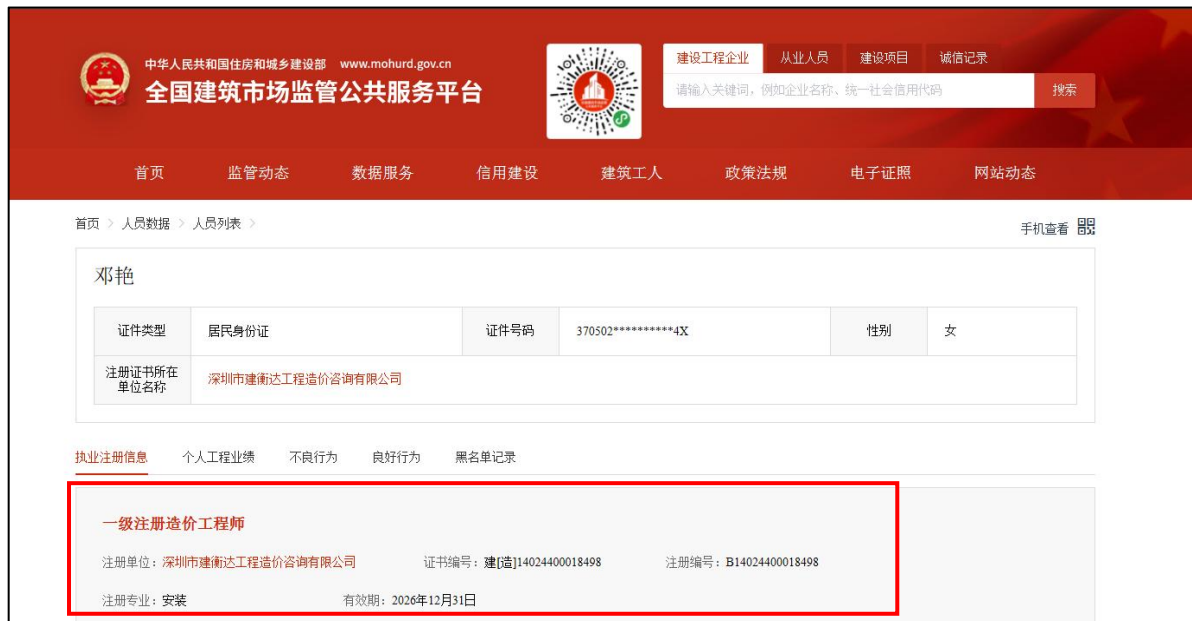 中华人民共和国住房和城乡建设部 www.mohurd.gov.cn
全国建筑市场监管公共服务平台
建设工程企业 从业人员 建设项目 诚信记录
请输入关键词，例如企业名称、统一社会信用代码 搜索
首页 监管动态 数据服务 信用建设 建筑工人 政策法规 电子证照 网站动态
首页 > 人员数据 > 人员列表 >
手机查看
邓艳
证件类型 居民身份证 证件号码 370502**********4X 性别 女
注册证书所在
单位名称
深圳市建衡达工程造价咨询有限公司
执业注册信息 个人工程业绩 不良行为 良好行为 黑名单记录
一级注册造价工程师
注册单位：深圳市建衡达工程造价咨询有限公司 证书编号：建[造]14024400018498 注册编号：B14024400018498
注册专业：安装 有效期：2026年12月31日